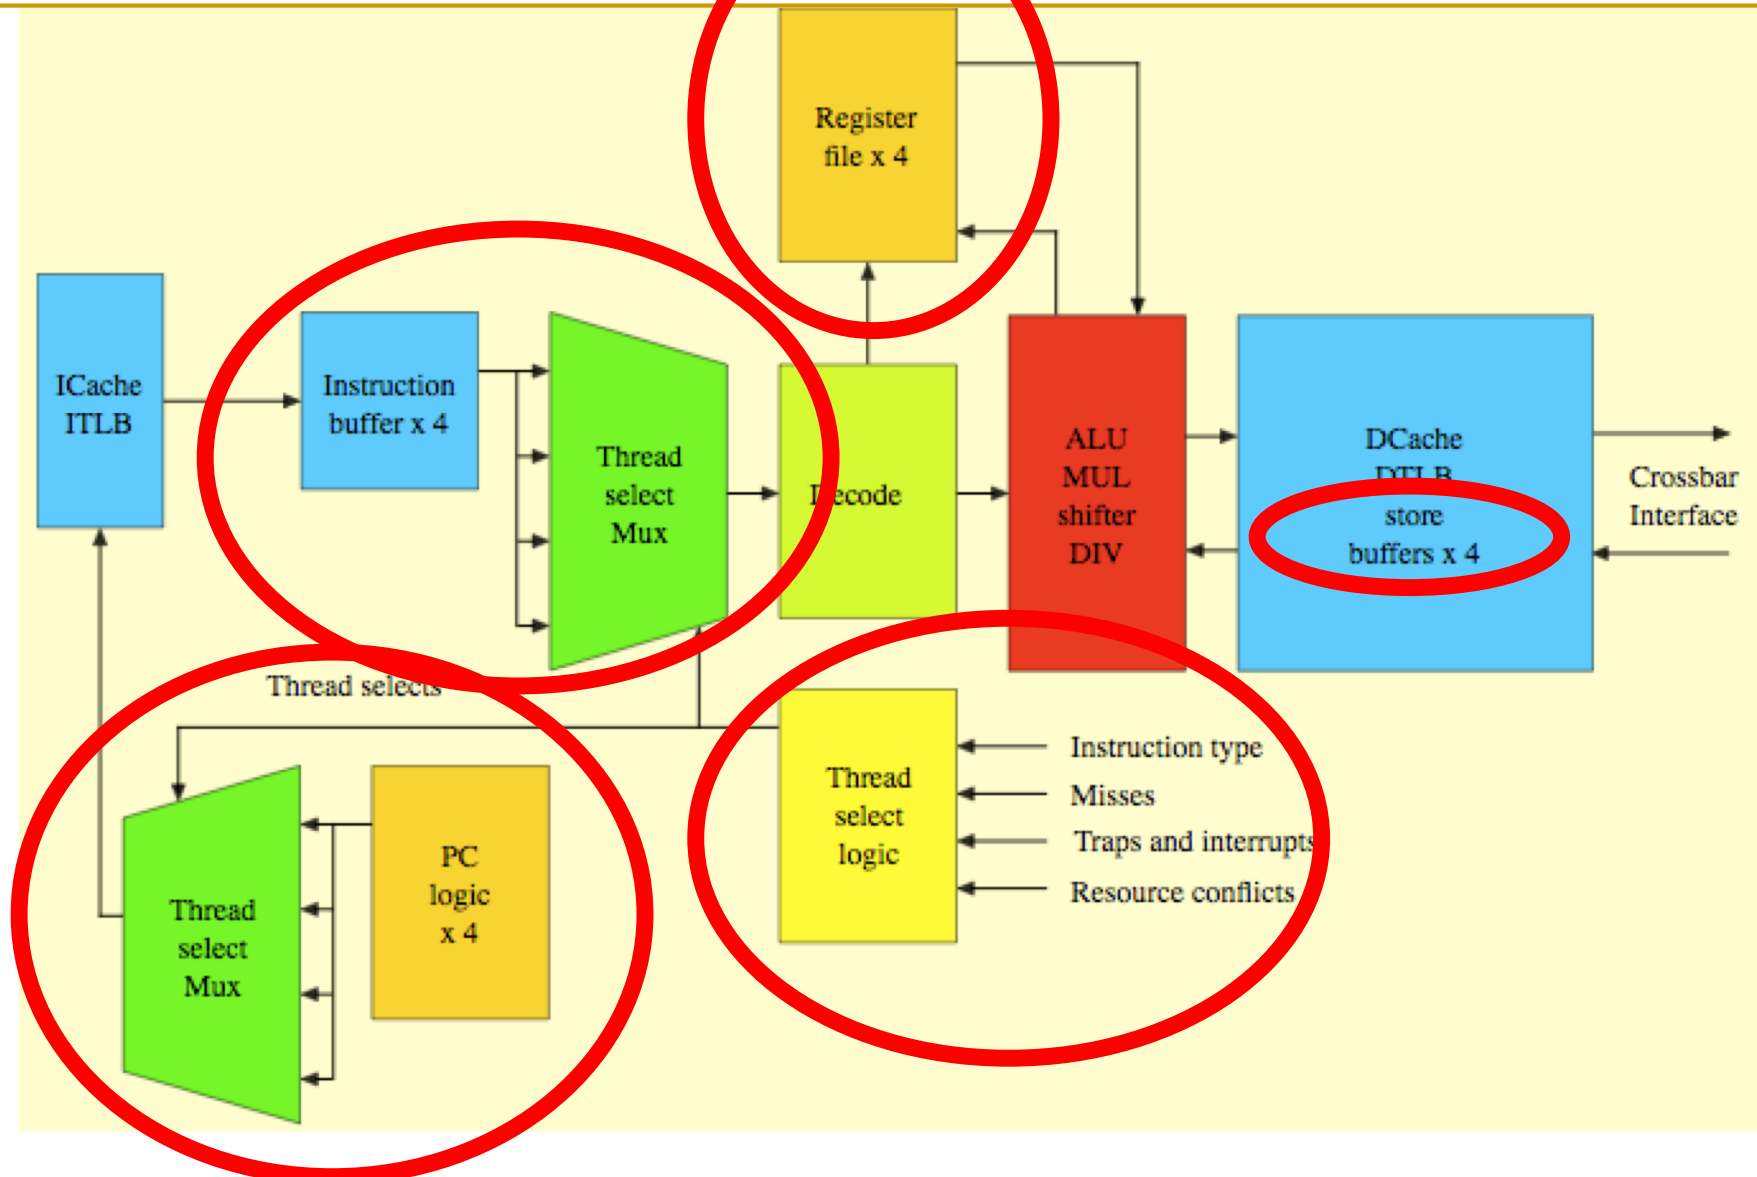 Register
file x 4
ICache
ITLB
Instruction
buffer x 4
Thread
select
Mux
Decode
ALU
MUL
shifter
DIV
DCache
DTLB
store
buffers x 4
Crossbar
Interface
Thread selects
Thread
select
Mux
PC
logic
x 4
Thread
select
logic
Instruction type
Misses
Traps and interrupts
Resource conflicts